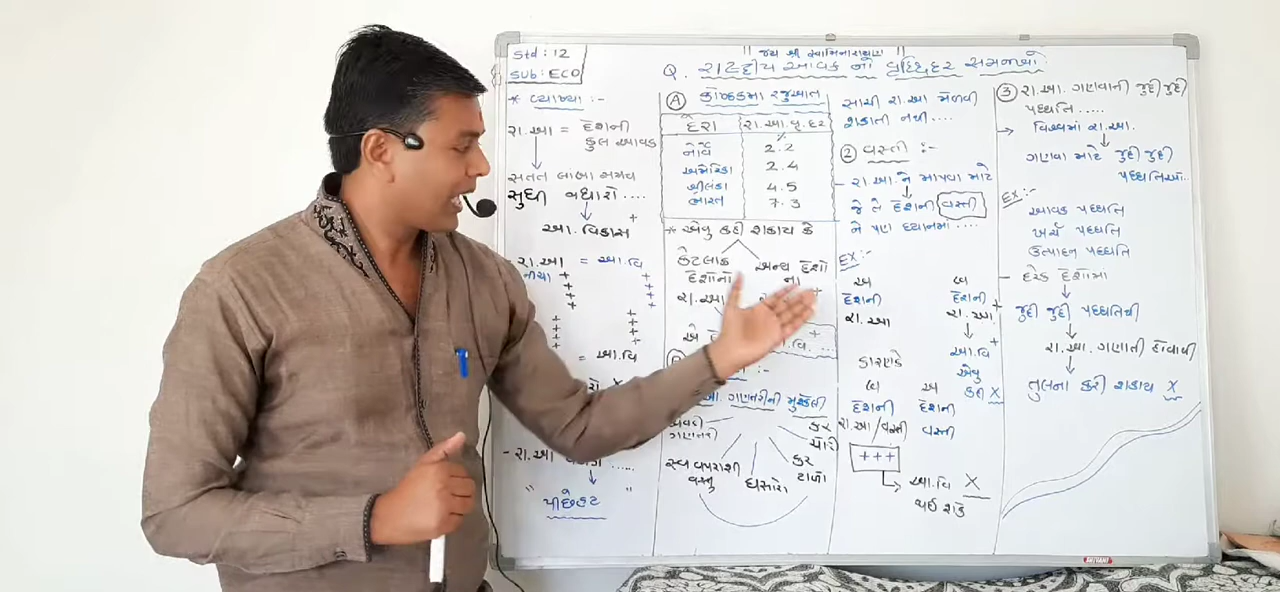 Std : 12
SUB: ECO
|| જય શ્રી સ્વામિનારાયણ ||
Q. રાષ્ટ્રીય આવક નો વૃદ્ધિદર સમજાવો
* વ્યાખ્યા :-
રા.આ = દેશની
કુલ આવક
સતત લાંબા સમય
સુધી વધારો ....
આ. વિકાસ +
- રા.આ = આ.વિ
નીચા + +
+ +
+ +
+ +
+ +
+ +
+ +
= આ.વિ
X
- રા.આ ......
" "
પીછેહટ
A કોષ્ટકમા રજુઆત
દેશ રા.આ.વૃ.દર
%
નોર્વે 2.2
અમેરિકા 2.4
શ્રીલંકા 4.5
ભારત 7.3
* એવુ કહી શકાય કે
કેટલાક અન્ય દેશો
દેશોનો ના
રા.આ +
એ +
આ.વિ. ...
:-
આ. ગણતરીની મુશ્કેલી
બેવડી કર
ગણતરી ચોરી
સ્વ વપરાશી કર
વસ્તુ ઘસારો ટાળો
સાચી રા.આ મેળવી
શકાતી નથી....
② વસ્તી :-
- રા.આ.ને માપવા માટે
જે તે દેશની વસ્તી
ને પણ ધ્યાનમાં ....
EX :-
અ બ
દેશની દેશની +
રા.આ રા.આ.
આ.વિ +
એવુ
કારણકે કહી X
બ અ
દેશની દેશની
રા.આ/વસ્તી વસ્તી
+++
આ.વિ X
થઈ શકે
③ રા.આ. ગણવાની જુદી જુદી
પદ્ધતિ .....
→ વિશ્વમાં રા.આ.
ગણવા માટે જુદી જુદી
પદ્ધતિઓ..
EX :-
આવક પદ્ધતિ
ખર્ચ પદ્ધતિ
ઉત્પાદન પદ્ધતિ
- દરેક દેશોમા
જુદી જુદી પદ્ધતિથી
રા.આ. ગણાતી હોવાથી
તુલના કરી શકાય X